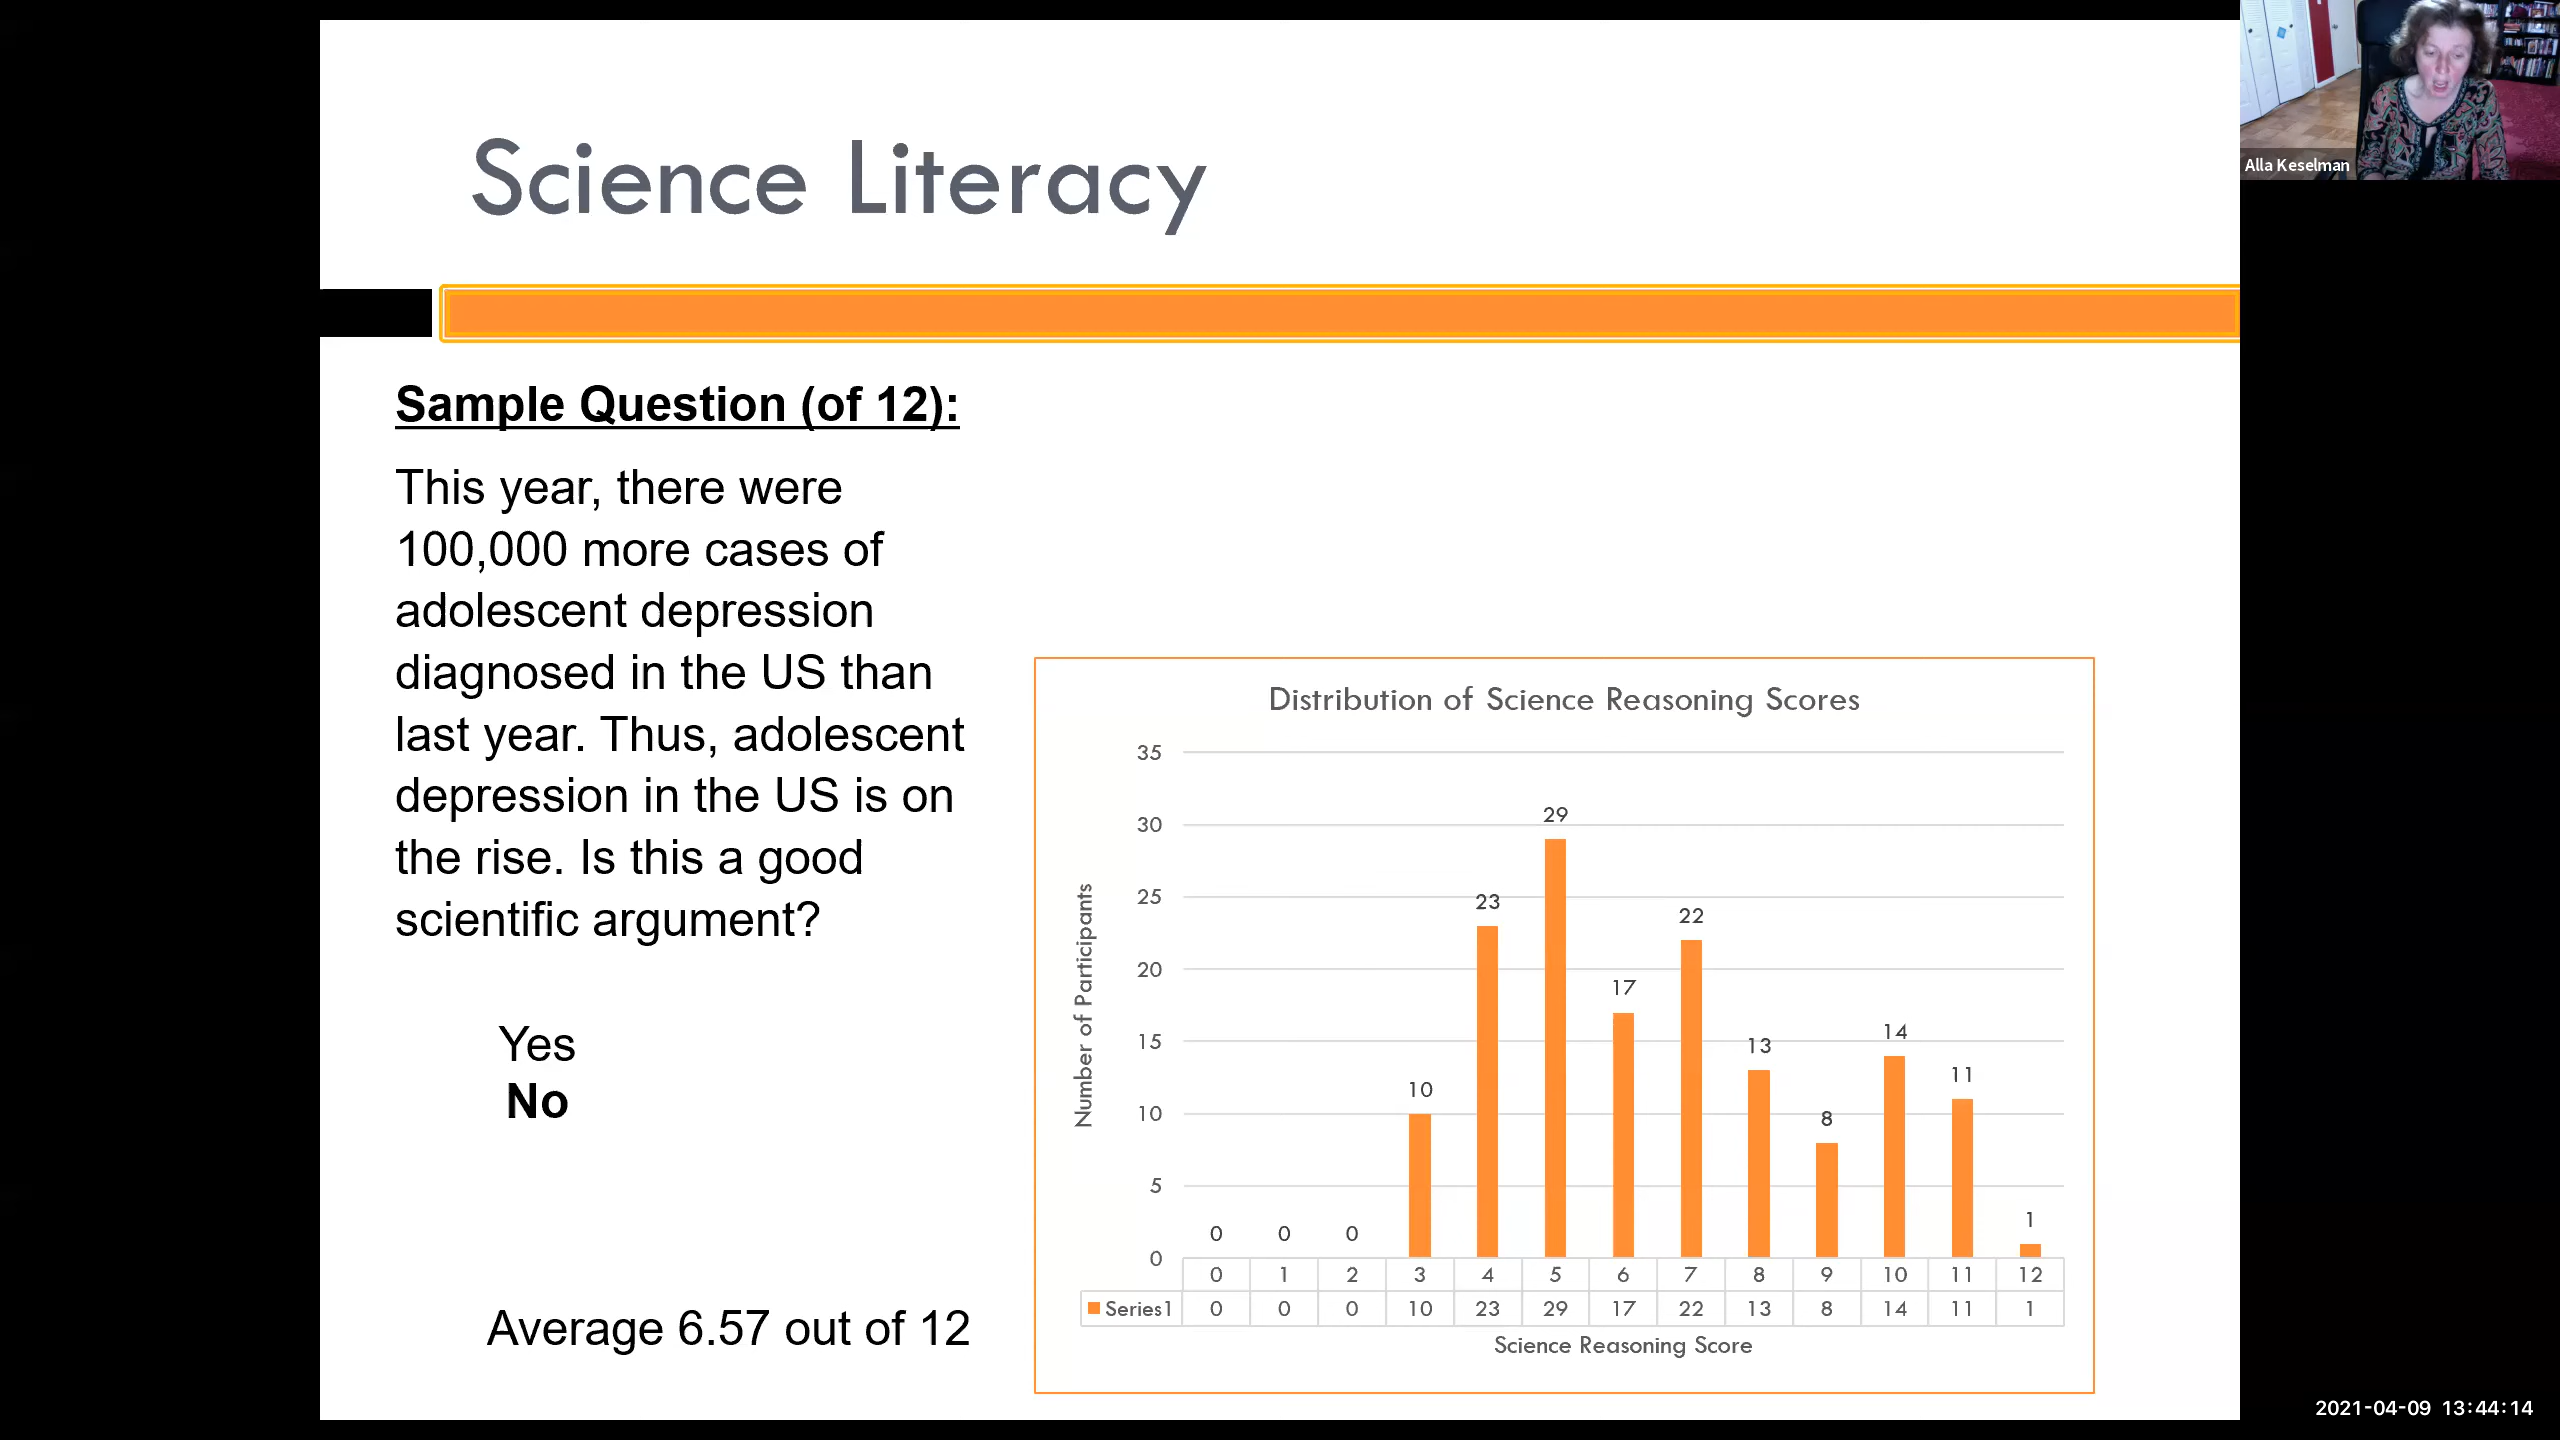 Alla Keselman
Science Literacy
Sample Question (of 12):
This year, there were
100,000 more cases of
adolescent depression
diagnosed in the US than
last year. Thus, adolescent
depression in the US is on
the rise. Is this a good
scientific argument?
Yes
No
Average 6.57 out of 12
Distribution of Science Reasoning Scores
Number of Participants
35
30
25
20
15
10
5
0
0 0 0 10 23 29 17 22 13 8 14 11 1
0 1 2 3 4 5 6 7 8 9 10 11 12
Series1 0 0 0 10 23 29 17 22 13 8 14 11 1
Science Reasoning Score
2021-04-09 13:44:14